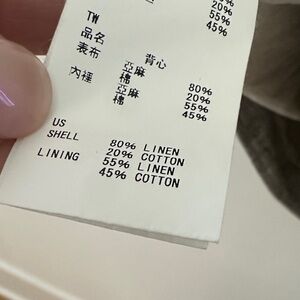 20%
55%
45%
TW
品名 背心
表布 亞麻 80%
棉 20%
內裡 亞麻 55%
棉 45%
US
SHELL 80% LINEN
20% COTTON
LINING 55% LINEN
45% COTTON